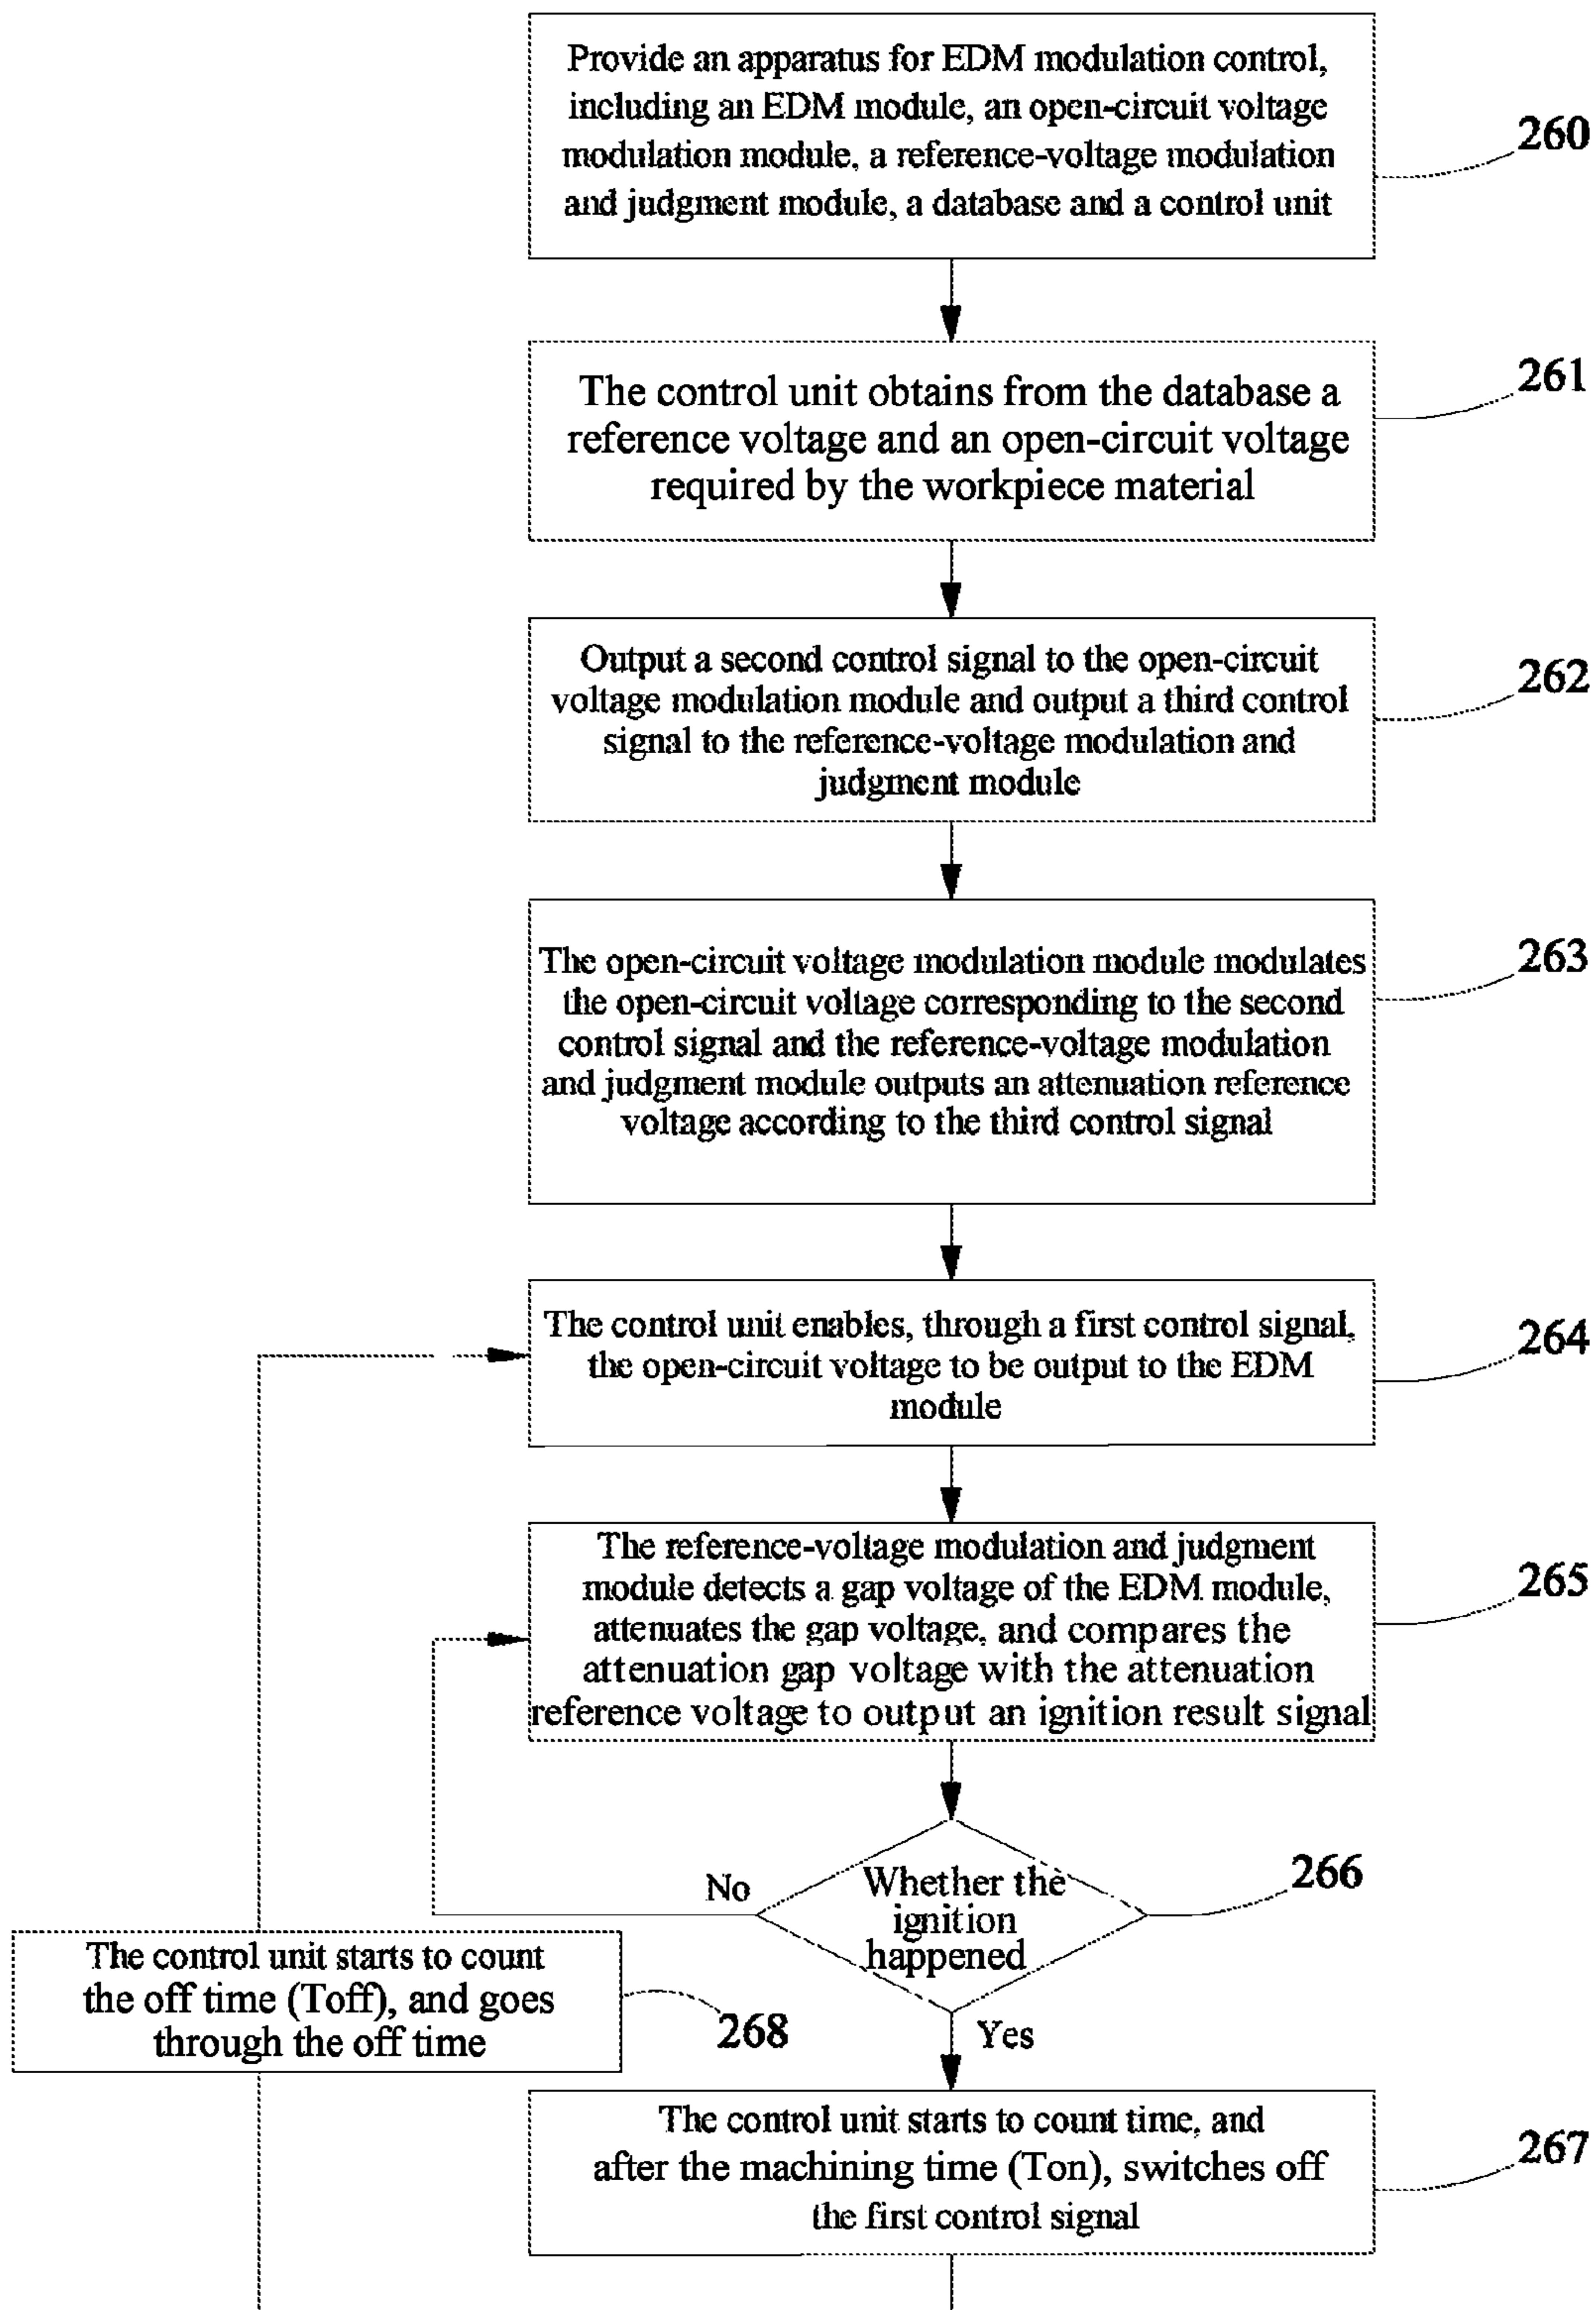 Provide an apparatus for EDM modulation control,
including an EDM module, an open-circuit voltage
modulation module, a reference-voltage modulation
and judgment module, a database and a control unit
260
The control unit obtains from the database a
reference voltage and an open-circuit voltage
required by the workpiece material
261
Output a second control signal to the open-circuit
voltage modulation module and output a third control
signal to the reference-voltage modulation and
judgment module
262
The open-circuit voltage modulation module modulates
the open-circuit voltage corresponding to the second
control signal and the reference-voltage modulation
and judgment module outputs an attenuation reference
voltage according to the third control signal
263
The control unit enables, through a first control signal,
the open-circuit voltage to be output to the EDM
module
264
The reference-voltage modulation and judgment
module detects a gap voltage of the EDM module,
attenuates the gap voltage, and compares the
attenuation gap voltage with the attenuation
reference voltage to output an ignition result signal
265
Whether the
ignition
happened
266
No
Yes
The control unit starts to count
the off time (Toff), and goes
through the off time
268
The control unit starts to count time, and
after the machining time (Ton), switches off
the first control signal
267